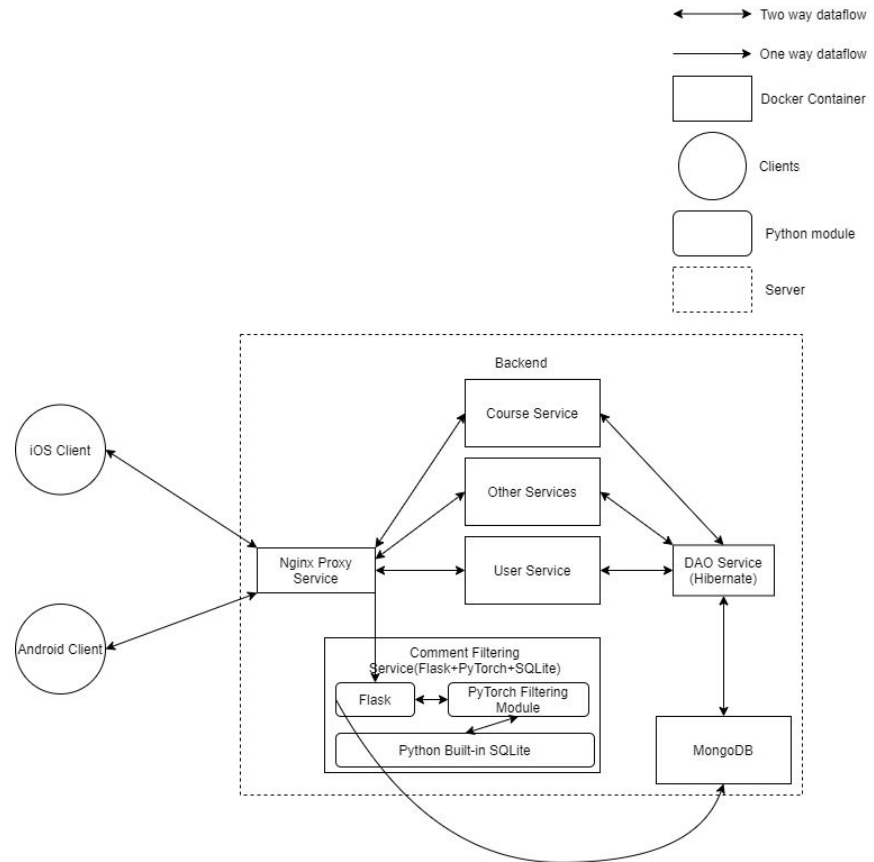 Two way dataflow
One way dataflow
Docker Container
Clients
Python module
Server
Backend
Course Service
iOS Client
Other Services
Nginx Proxy
Service
User Service
DAO Service
(Hibernate)
Android Client
Comment Filtering
Service(Flask+PyTorch+SQLite)
Flask
PyTorch Filtering
Module
Python Built-in SQLite
MongoDB